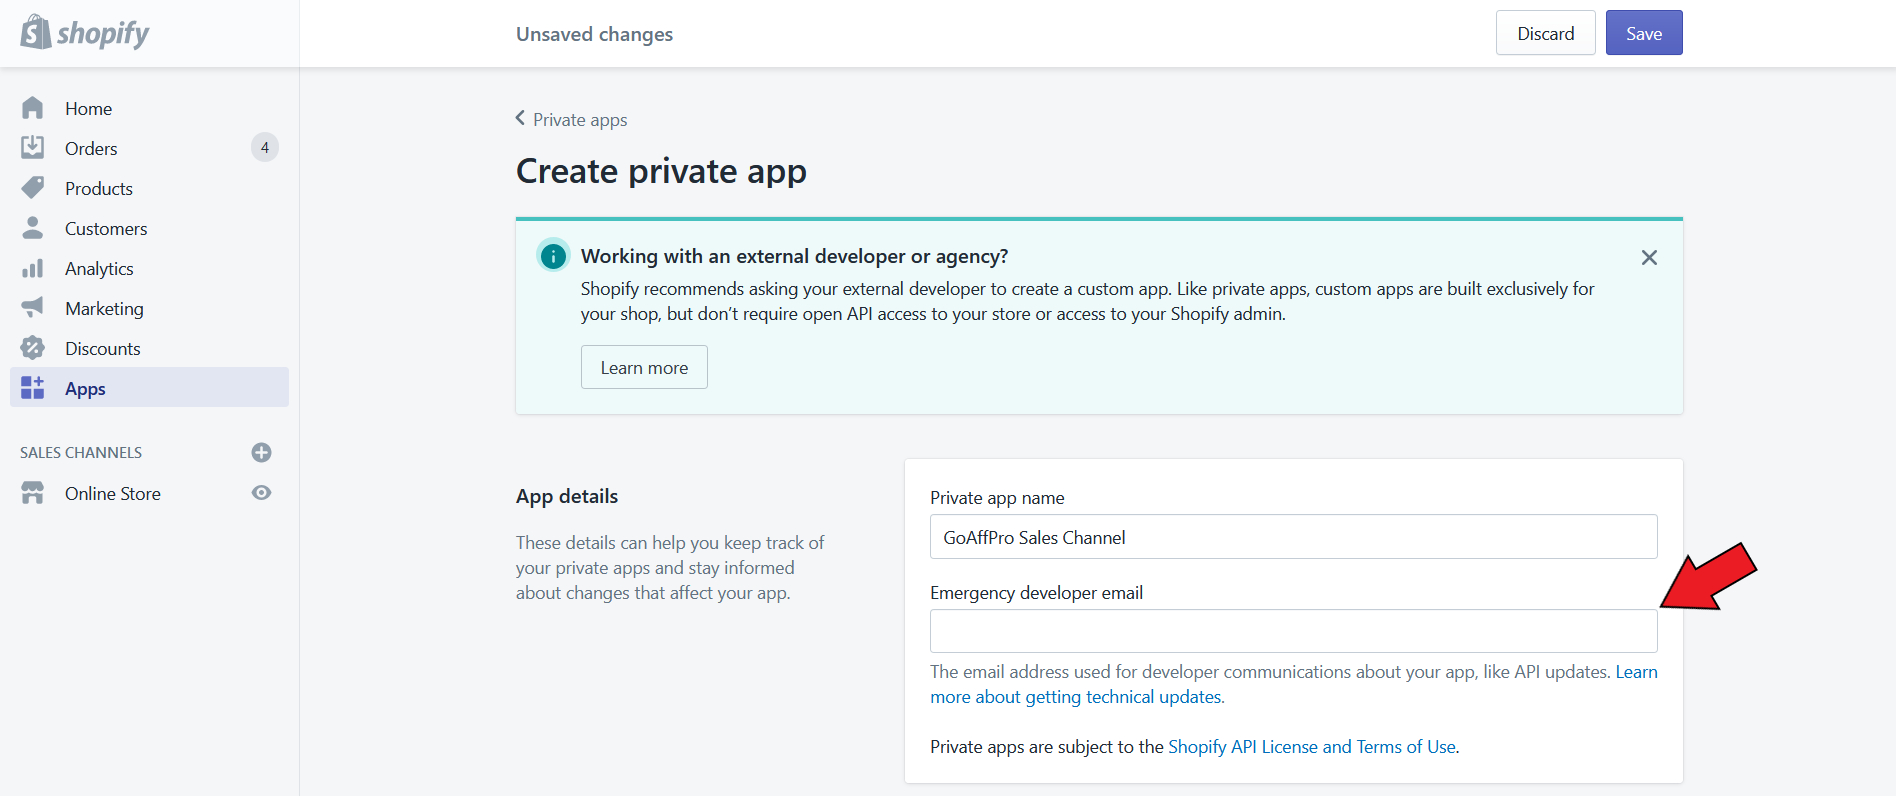 shopify
Unsaved changes
Discard
Save
Home
Orders
4
Products
Customers
Analytics
Marketing
Discounts
Apps
SALES CHANNELS
Online Store
Private apps
Create private app
Working with an external developer or agency?
Shopify recommends asking your external developer to create a custom app. Like private apps, custom apps are built exclusively for
your shop, but don’t require open API access to your store or access to your Shopify admin.
Learn more
App details
These details can help you keep track of
your private apps and stay informed
about changes that affect your app.
Private app name
GoAffPro Sales Channel
Emergency developer email
The email address used for developer communications about your app, like API updates. Learn
more about getting technical updates.
Private apps are subject to the Shopify API License and Terms of Use.